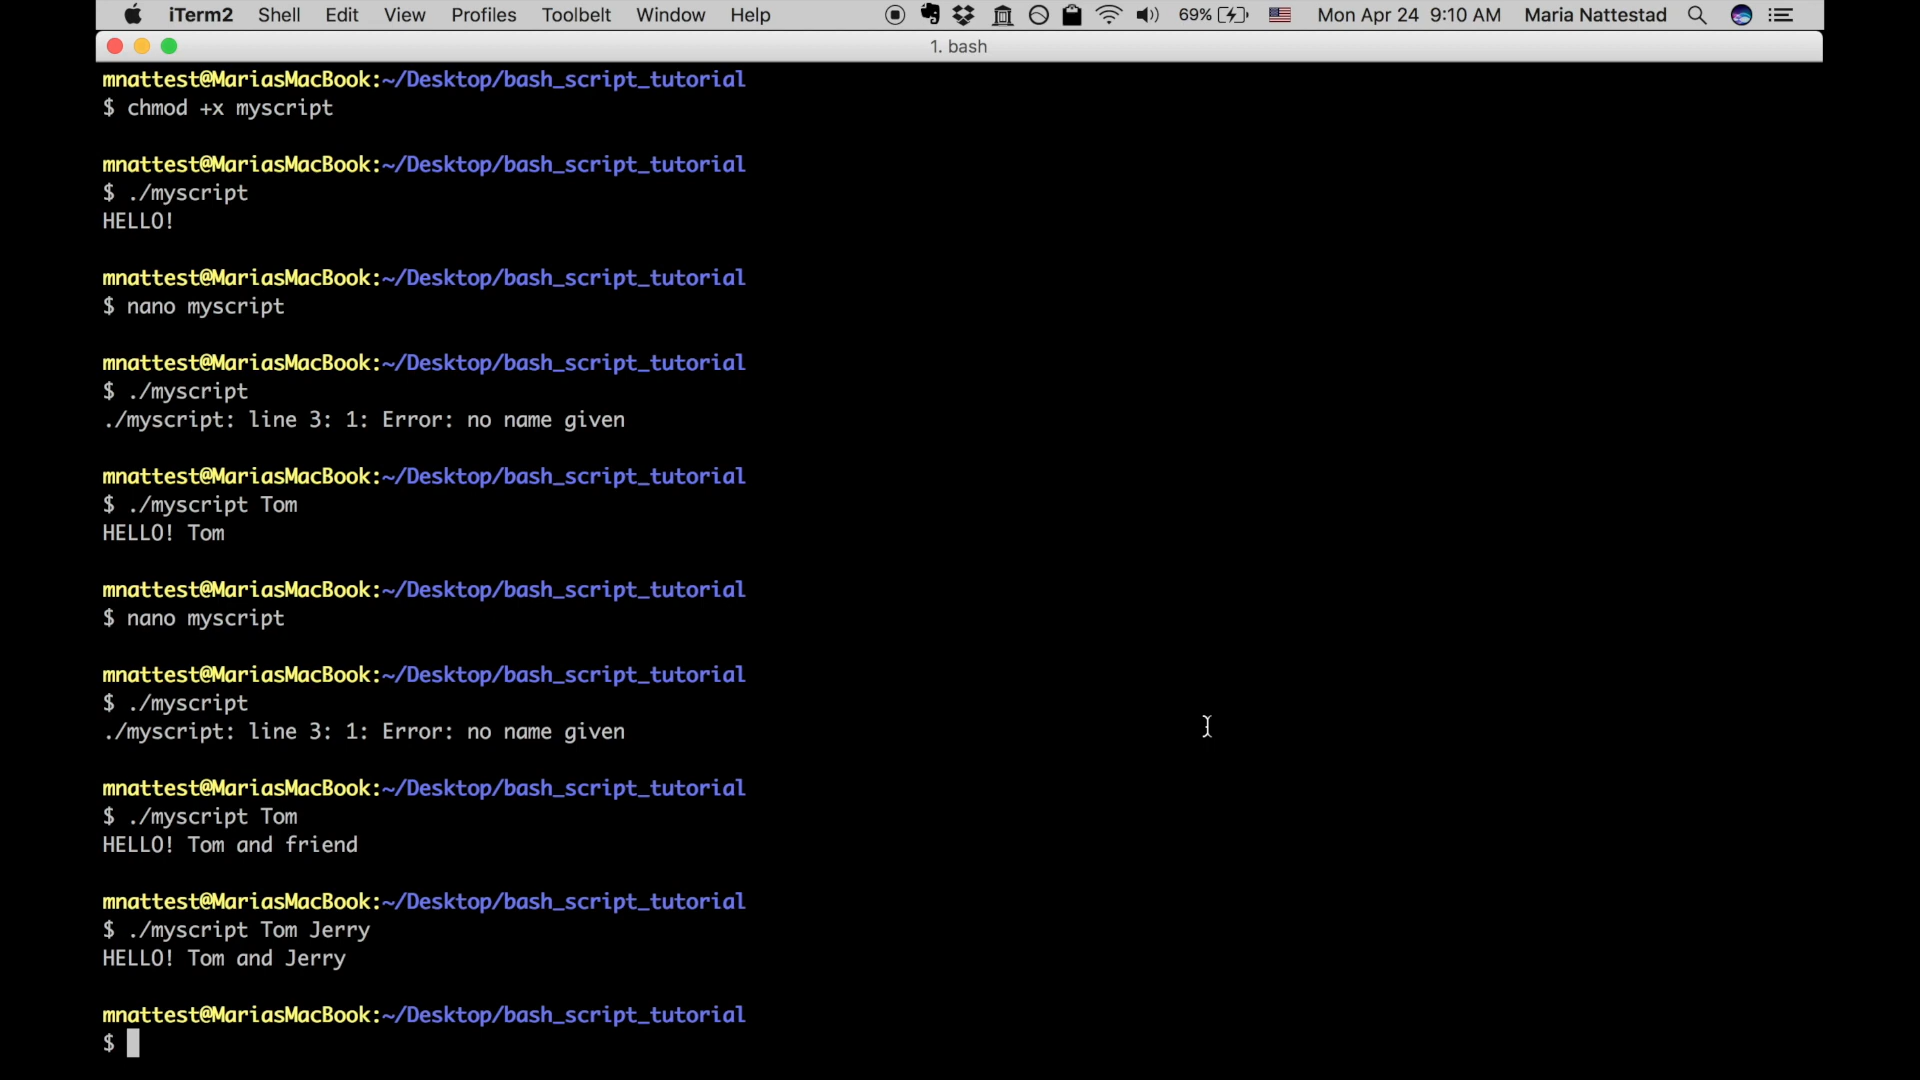 iTerm2 Shell Edit View Profiles Toolbelt Window Help 69% Mon Apr 24 9:10 AM Maria Nattestad
1. bash
mnattest@MariasMacBook:~/Desktop/bash_script_tutorial
$ chmod +x myscript
mnattest@MariasMacBook:~/Desktop/bash_script_tutorial
$ ./myscript
HELLO!
mnattest@MariasMacBook:~/Desktop/bash_script_tutorial
$ nano myscript
mnattest@MariasMacBook:~/Desktop/bash_script_tutorial
$ ./myscript
./myscript: line 3: 1: Error: no name given
mnattest@MariasMacBook:~/Desktop/bash_script_tutorial
$ ./myscript Tom
HELLO! Tom
mnattest@MariasMacBook:~/Desktop/bash_script_tutorial
$ nano myscript
mnattest@MariasMacBook:~/Desktop/bash_script_tutorial
$ ./myscript
./myscript: line 3: 1: Error: no name given
mnattest@MariasMacBook:~/Desktop/bash_script_tutorial
$ ./myscript Tom
HELLO! Tom and friend
mnattest@MariasMacBook:~/Desktop/bash_script_tutorial
$ ./myscript Tom Jerry
HELLO! Tom and Jerry
mnattest@MariasMacBook:~/Desktop/bash_script_tutorial
$